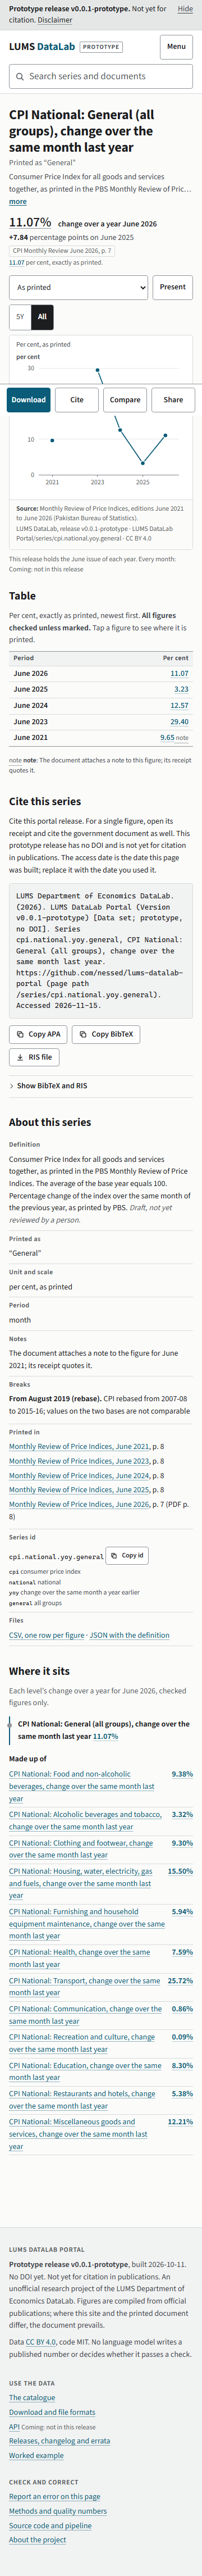 Prototype release v0.0.1-prototype. Not yet for citation. Disclaimer
Hide
LUMS DataLab PROTOTYPE
Menu
Search series and documents
CPI National: General (all
groups), change over the
same month last year
Printed as “General”
Consumer Price Index for all goods and services
together, as printed in the PBS Monthly Review of Pric…
more
11.07% change over a year June 2026
+7.84 percentage points on June 2025
CPI Monthly Review June 2026, p. 7
11.07 per cent, exactly as printed.
As printed
Present
5Y All
Per cent, as printed
per cent
30
Download
Cite
Compare
Share
10
0
2021 2023 2025
Source: Monthly Review of Price Indices, editions June 2021
to June 2026 (Pakistan Bureau of Statistics).
LUMS DataLab, release v0.0.1-prototype · LUMS DataLab
Portal/series/cpi.national.yoy.general · CC BY 4.0
This release holds the June issue of each year. Every month:
Coming: not in this release
Table
Per cent, exactly as printed, newest first. All figures
checked unless marked. Tap a figure to see where it is
printed.
Period Per cent
June 2026 11.07
June 2025 3.23
June 2024 12.57
June 2023 29.40
June 2021 9.65 note
note note: The document attaches a note to this figure; its receipt
quotes it.
Cite this series
Cite this portal release. For a single figure, open its
receipt and cite the government document as well. This
prototype release has no DOI and is not yet for citation
in publications. The access date is the date this page
was built; replace it with the date you used it.
LUMS Department of Economics DataLab.
(2026). LUMS DataLab Portal (Version
v0.0.1-prototype) [Data set; prototype,
no DOI]. Series
cpi.national.yoy.general, CPI National:
General (all groups), change over the
same month last year.
https://github.com/nessed/lums-datalab-
portal (page path
/series/cpi.national.yoy.general).
Accessed 2026-11-15.
Copy APA
Copy BibTeX
RIS file
Show BibTeX and RIS
About this series
Definition
Consumer Price Index for all goods and services
together, as printed in the PBS Monthly Review of Price
Indices. The average of the base year equals 100.
Percentage change of the index over the same month of
the previous year, as printed by PBS. Draft, not yet
reviewed by a person.
Printed as
“General”
Unit and scale
per cent, as printed
Period
month
Notes
The document attaches a note to the figure for June
2021; its receipt quotes it.
Breaks
From August 2019 (rebase). CPI rebased from 2007-08
to 2015-16; values on the two bases are not comparable
Printed in
Monthly Review of Price Indices, June 2021, p. 8
Monthly Review of Price Indices, June 2023, p. 8
Monthly Review of Price Indices, June 2024, p. 8
Monthly Review of Price Indices, June 2025, p. 8
Monthly Review of Price Indices, June 2026, p. 7 (PDF p.
8)
Series id
cpi.national.yoy.general Copy id
cpi consumer price index
national national
yoy change over the same month a year earlier
general all groups
Files
CSV, one row per figure · JSON with the definition
Where it sits
Each level’s change over a year for June 2026, checked
figures only.
CPI National: General (all groups), change over the
same month last year 11.07%
Made up of
CPI National: Food and non-alcoholic
beverages, change over the same month last
year
9.38%
CPI National: Alcoholic beverages and tobacco,
change over the same month last year
3.32%
CPI National: Clothing and footwear, change
over the same month last year
9.30%
CPI National: Housing, water, electricity, gas
and fuels, change over the same month last
year
15.50%
CPI National: Furnishing and household
equipment maintenance, change over the same
month last year
5.94%
CPI National: Health, change over the same
month last year
7.59%
CPI National: Transport, change over the same
month last year
25.72%
CPI National: Communication, change over the
same month last year
0.86%
CPI National: Recreation and culture, change
over the same month last year
0.09%
CPI National: Education, change over the same
month last year
8.30%
CPI National: Restaurants and hotels, change
over the same month last year
5.38%
CPI National: Miscellaneous goods and
services, change over the same month last
year
12.21%
LUMS DATALAB PORTAL
Prototype release v0.0.1-prototype, built 2026-10-11.
No DOI yet. Not yet for citation in publications. An
unofficial research project of the LUMS Department of
Economics DataLab. Figures are compiled from official
publications; where this site and the printed document
differ, the document prevails.
Data CC BY 4.0, code MIT. No language model writes a
published number or decides whether it passes a check.
USE THE DATA
The catalogue
Download and file formats
API Coming: not in this release
Releases, changelog and errata
Worked example
CHECK AND CORRECT
Report an error on this page
Methods and quality numbers
Source code and pipeline
About the project